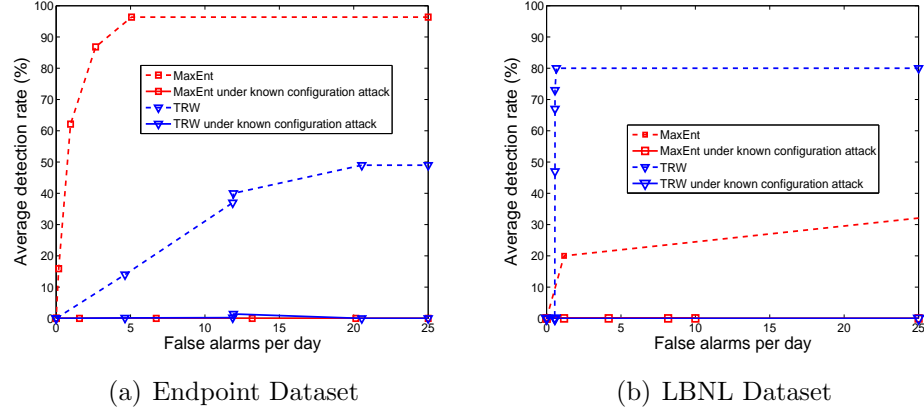 100
90
80
70
60
50
40
30
20
10
0
Average detection rate (%)
MaxEnt
MaxEnt under known configuration attack
TRW
TRW under known configuration attack
0 5 10 15 20 25
False alarms per day
(a) Endpoint Dataset
100
90
80
70
60
50
40
30
20
10
0
Average detection rate (%)
MaxEnt
MaxEnt under known configuration attack
TRW
TRW under known configuration attack
0 5 10 15 20 25
False alarms per day
(b) LBNL Dataset